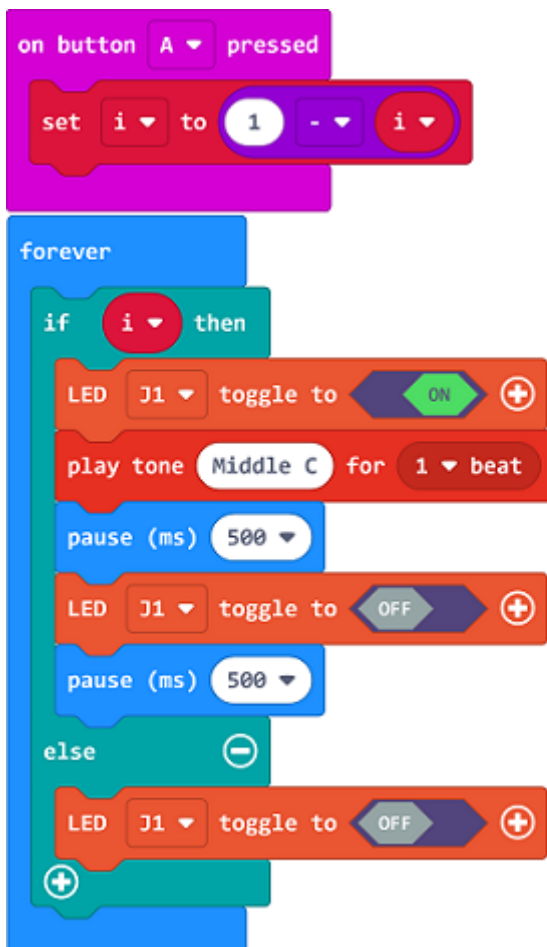 on button A pressed
set i to 1 - i
forever
if i then
LED J1 toggle to ON
play tone Middle C for 1 beat
pause (ms) 500
LED J1 toggle to OFF
pause (ms) 500
else
LED J1 toggle to OFF